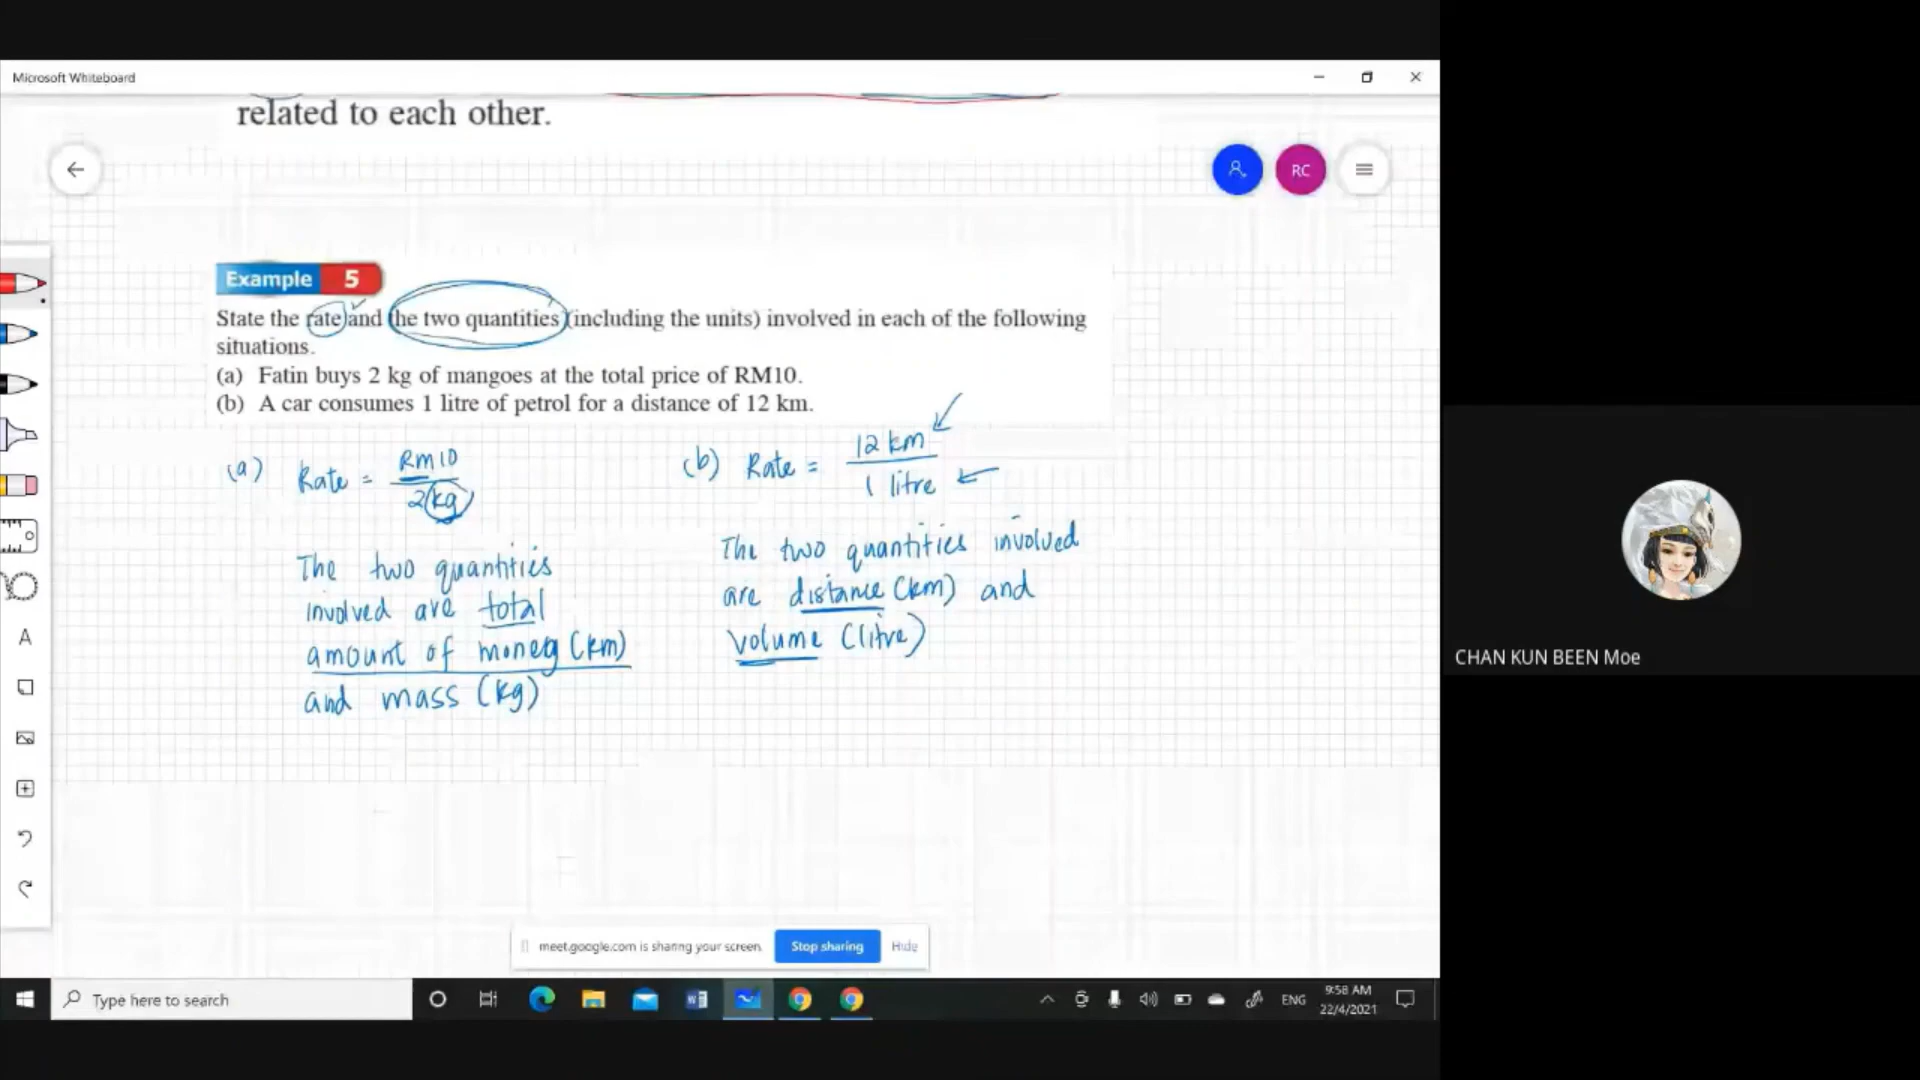 Microsoft Whiteboard
related to each other.
RC
Example 5
State the rate and the two quantities (including the units) involved in each of the following
situations.
(a) Fatin buys 2 kg of mangoes at the total price of RM10.
(b) A car consumes 1 litre of petrol for a distance of 12 km.
(a) Rate = RM10
2 kg
The two quantities
involved are total
amount of money (km)
and mass (kg)
(b) Rate = 12 km
1 litre
The two quantities involved
are distance (km) and
volume (litre)
CHAN KUN BEEN Moe
A
meet.google.com is sharing your screen.
Stop sharing
Hide
Type here to search
ENG
9:58 AM
22/4/2021